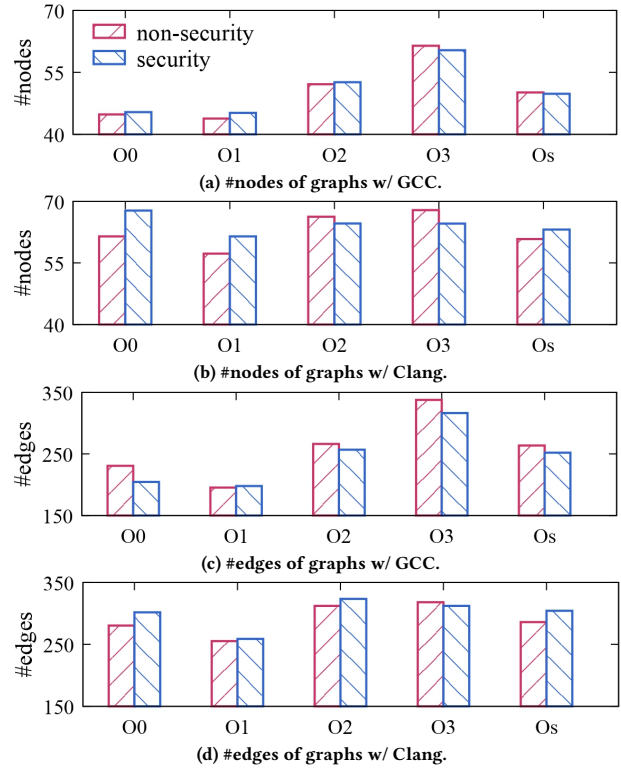 70
non-security
security
55
#nodes
40
O0 O1 O2 O3 Os
(a) #nodes of graphs w/ GCC.
70
55
#nodes
40
O0 O1 O2 O3 Os
(b) #nodes of graphs w/ Clang.
350
250
#edges
150
O0 O1 O2 O3 Os
(c) #edges of graphs w/ GCC.
350
250
#edges
150
O0 O1 O2 O3 Os
(d) #edges of graphs w/ Clang.